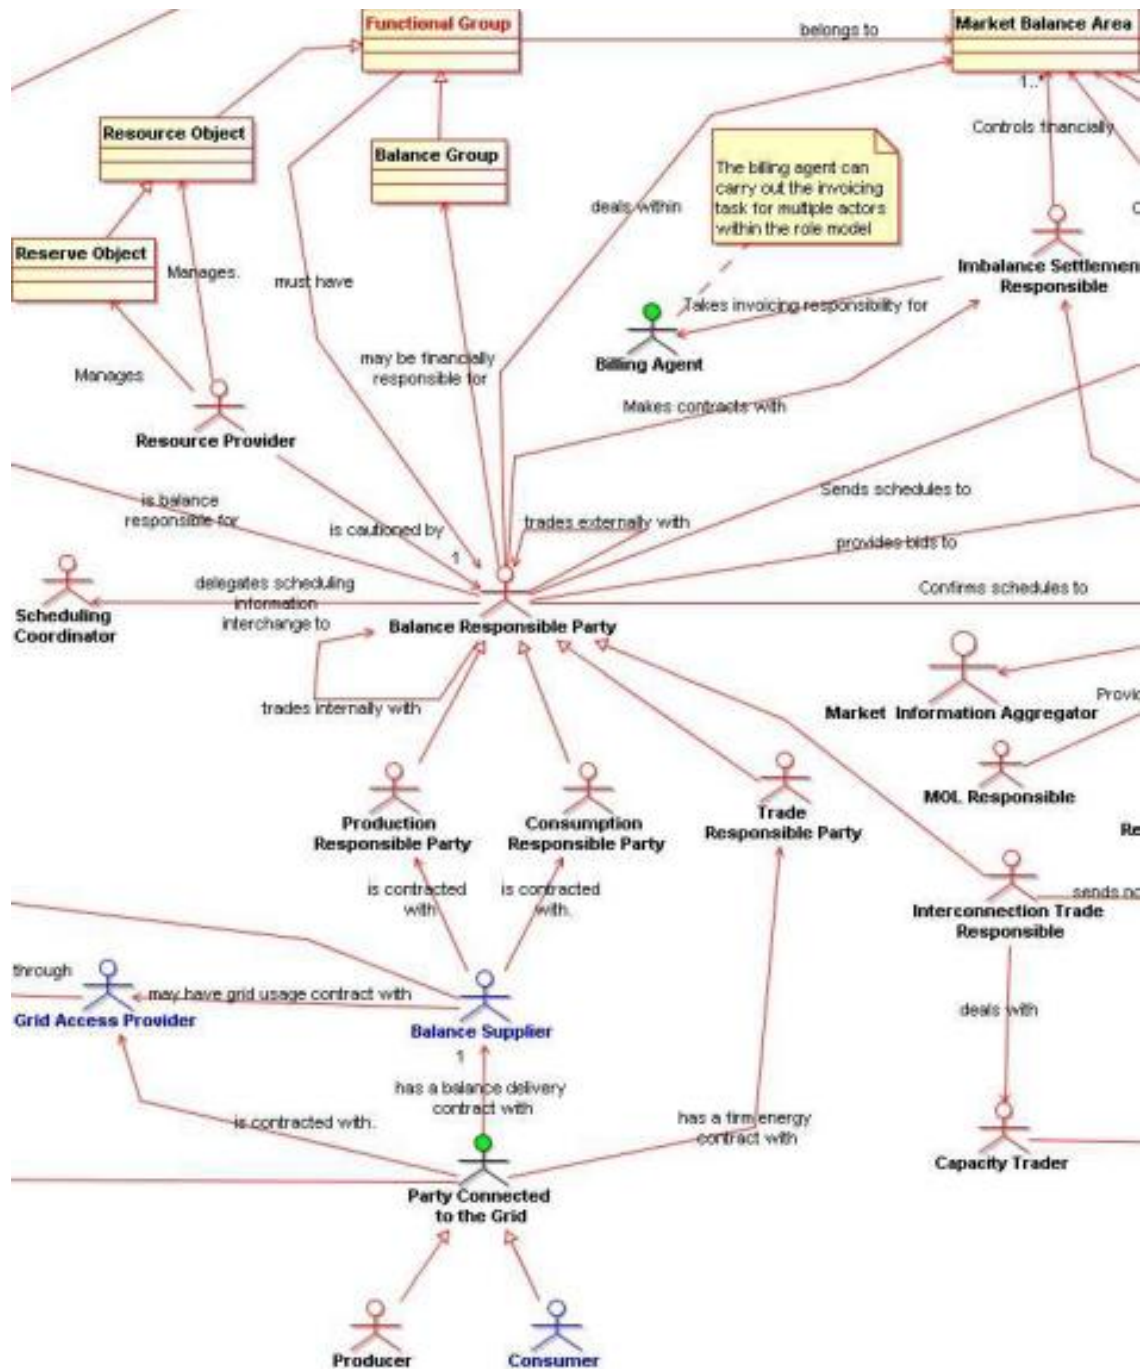 Functional Group
belongs to
Market Balance Area
1..*
Resource Object
Balance Group
Controls financially
The billing agent can
carry out the invoicing
task for multiple actors
within the role model
deals within
Reserve Object
Manages.
must have
Imbalance Settlemen
Responsible
Takes invoicing responsibility for
Billing Agent
may be financially
responsible for
Manages
Makes contracts with
Resource Provider
is balance
responsible for
is cautioned by
1
trades externally with
Sends schedules to
provides bids to
Confirms schedules to
delegates scheduling
information
interchange to
Scheduling
Coordinator
Balance Responsible Party
trades internally with
Market Information Aggregator
Provid
MOL Responsible
Re
Production
Responsible Party
Consumption
Responsible Party
Trade
Responsible Party
is contracted
with
is contracted
with.
Interconnection Trade
Responsible
sends no
through
may have grid usage contract with
Grid Access Provider
Balance Supplier
1
deals with
has a balance delivery
contract with
is contracted with.
has a firm energy
contract with
Capacity Trader
Party Connected
to the Grid
Producer
Consumer